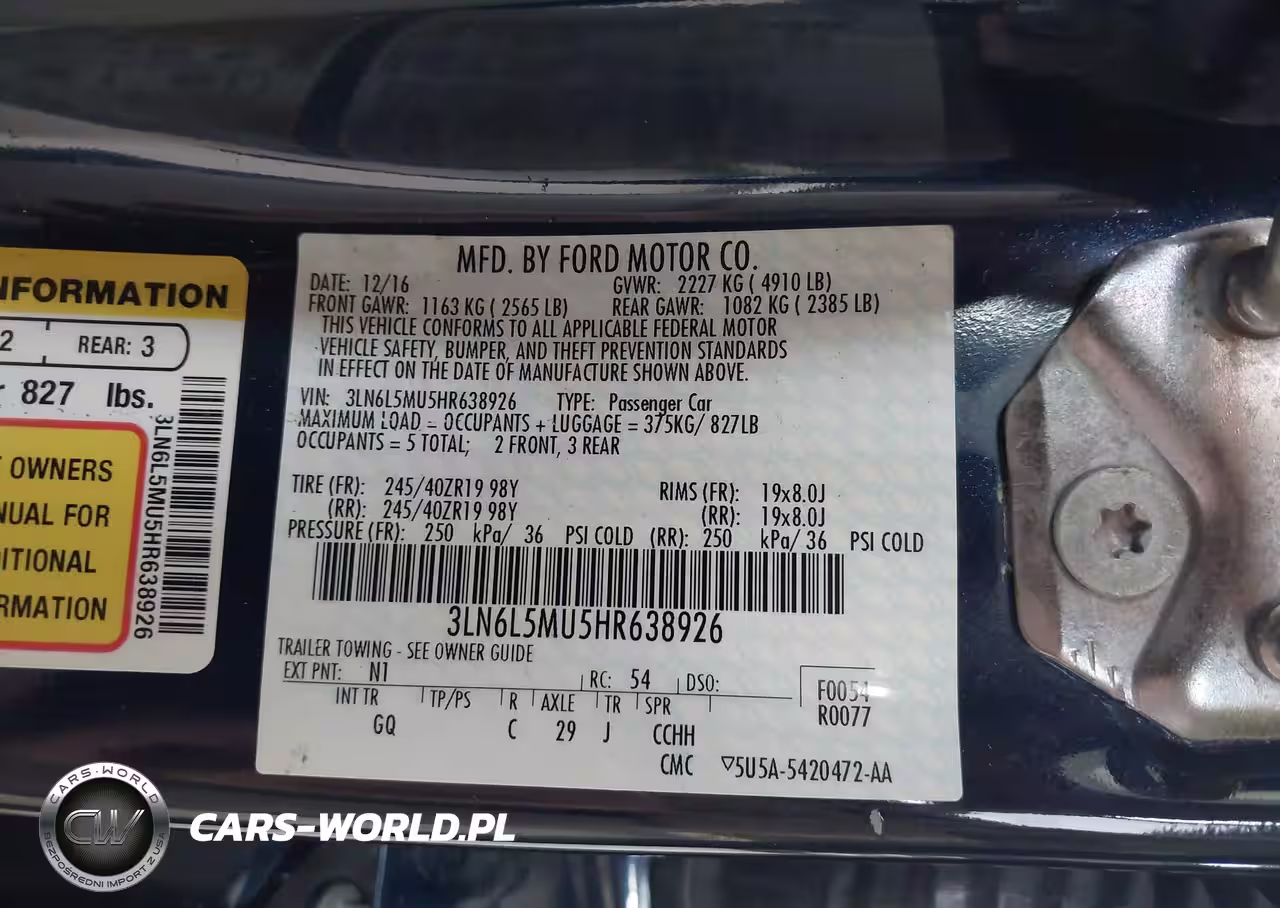 NFORMATION
2 REAR: 3
827 lbs.
OWNERS
NUAL FOR
DITIONAL
RMATION
3LN6L5MU5HR638926
MFD. BY FORD MOTOR CO.
DATE: 12/16 GVWR: 2227 KG ( 4910 LB)
FRONT GAWR: 1163 KG ( 2565 LB) REAR GAWR: 1082 KG ( 2385 LB)
THIS VEHICLE CONFORMS TO ALL APPLICABLE FEDERAL MOTOR
VEHICLE SAFETY, BUMPER, AND THEFT PREVENTION STANDARDS
IN EFFECT ON THE DATE OF MANUFACTURE SHOWN ABOVE.
VIN: 3LN6L5MU5HR638926 TYPE: Passenger Car
MAXIMUM LOAD = OCCUPANTS + LUGGAGE = 375KG/ 827LB
OCCUPANTS = 5 TOTAL; 2 FRONT, 3 REAR
TIRE (FR): 245/40ZR19 98Y RIMS (FR): 19x8.0J
(RR): 245/40ZR19 98Y (RR): 19x8.0J
PRESSURE (FR): 250 kPa/ 36 PSI COLD (RR): 250 kPa/ 36 PSI COLD
3LN6L5MU5HR638926
TRAILER TOWING - SEE OWNER GUIDE
EXT PNT: N1 RC: 54 DSO: F0054
INT TR TP/PS R AXLE TR SPR R0077
GQ C 29 J CCHH
CMC ▽5U5A-5420472-AA
CARS-WORLD
CW
BEZPOŚREDNI IMPORT Z USA
CARS-WORLD.PL